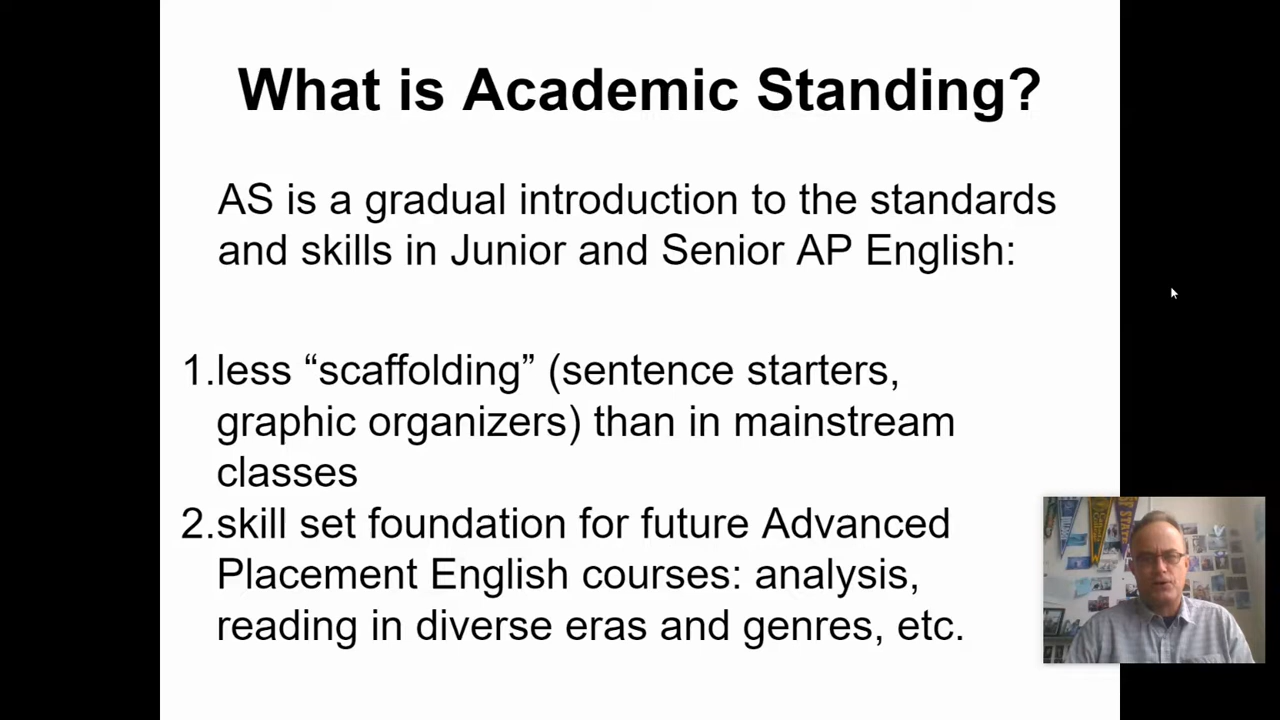 What is Academic Standing?
AS is a gradual introduction to the standards
and skills in Junior and Senior AP English:
1.less “scaffolding” (sentence starters,
graphic organizers) than in mainstream
classes
2.skill set foundation for future Advanced
Placement English courses: analysis,
reading in diverse eras and genres, etc.